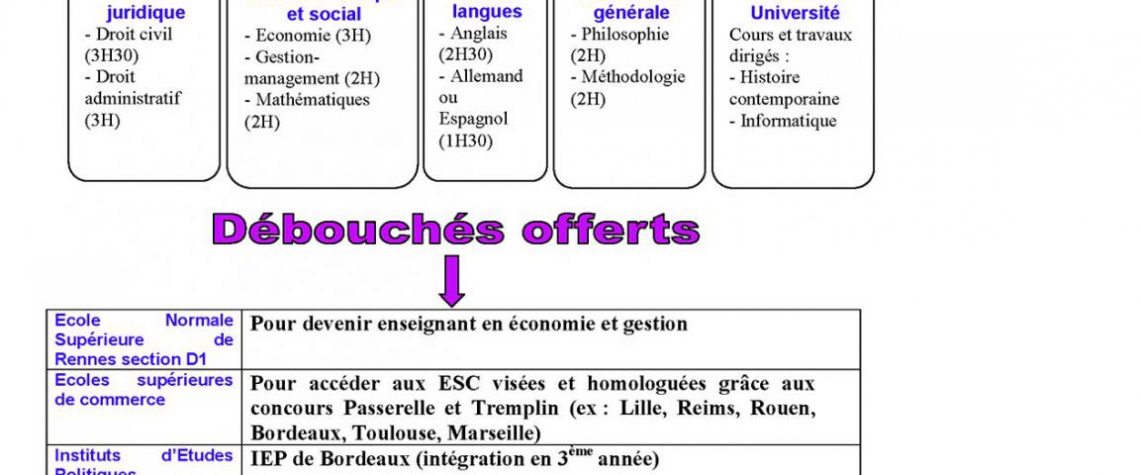 juridique
- Droit civil
(3H30)
- Droit
administratif
(3H)
et social
- Economie (3H)
- Gestion-
management (2H)
- Mathématiques
(2H)
langues
- Anglais
(2H30)
- Allemand
ou
Espagnol
(1H30)
générale
- Philosophie
(2H)
- Méthodologie
(2H)
Université
Cours et travaux
dirigés :
- Histoire
contemporaine
- Informatique
Débouchés offerts
Ecole Normale
Supérieure de
Rennes section D1
Pour devenir enseignant en économie et gestion
Ecoles supérieures
de commerce
Pour accéder aux ESC visées et homologuées grâce aux
concours Passerelle et Tremplin (ex : Lille, Reims, Rouen,
Bordeaux, Toulouse, Marseille)
Instituts d'Etudes
Politiques
IEP de Bordeaux (intégration en 3ème année)